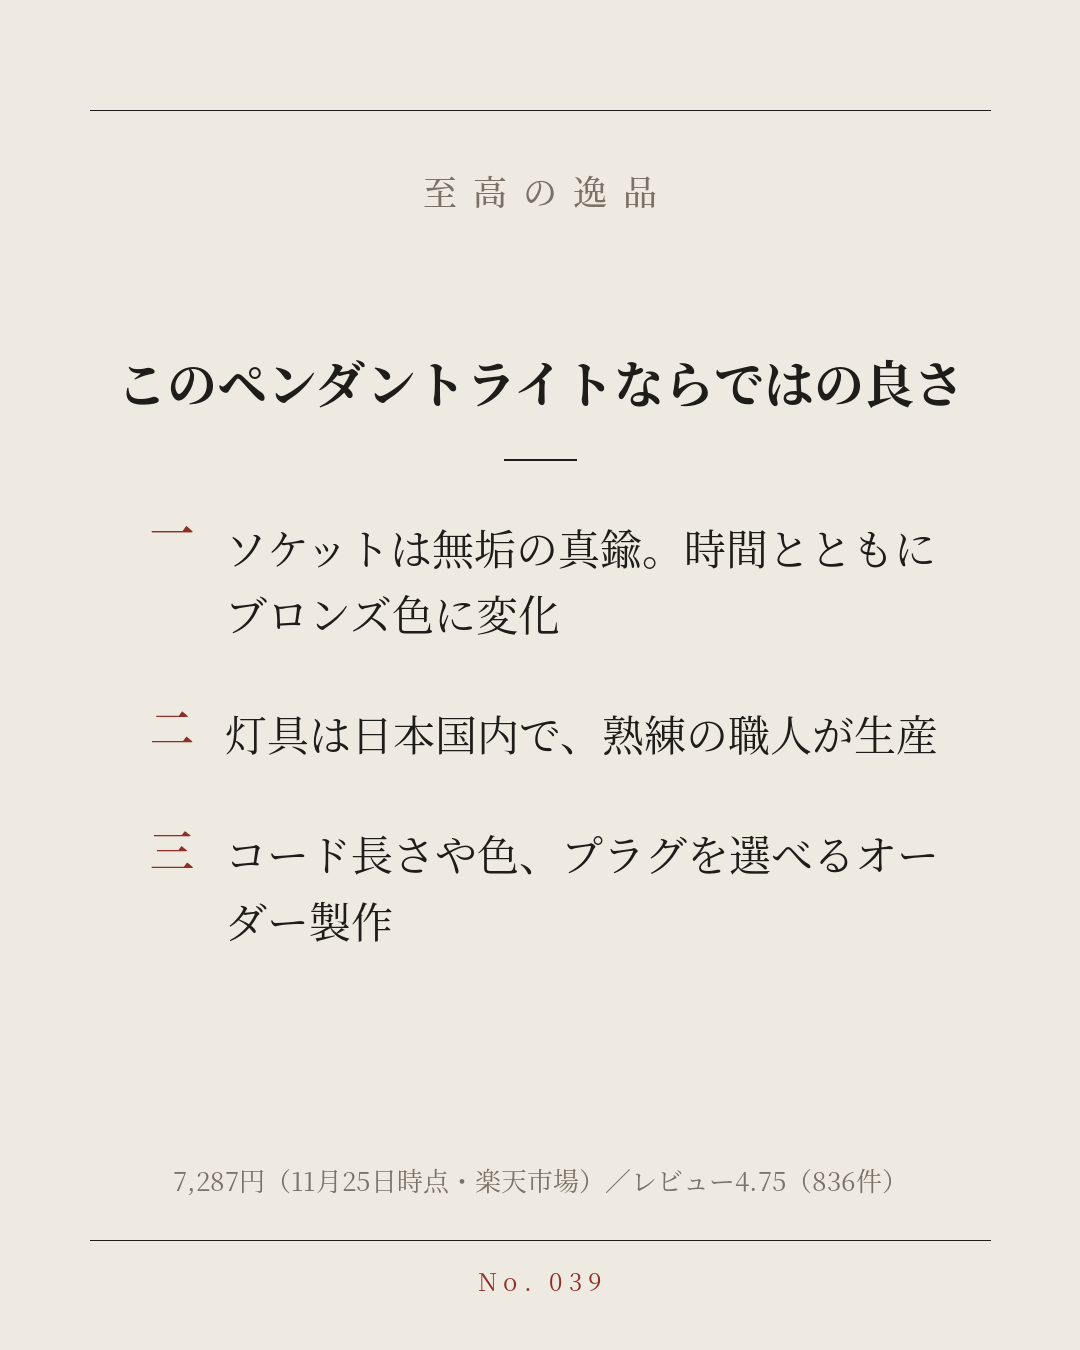 至高の逸品
このペンダントライトならではの良さ
一 ソケットは無垢の真鍮。時間とともに
ブロンズ色に変化
二 灯具は日本国内で、熟練の職人が生産
三 コード長さや色、プラグを選べるオー
ダー製作
7,287円（11月25日時点・楽天市場）／レビュー4.75（836件）
No. 039